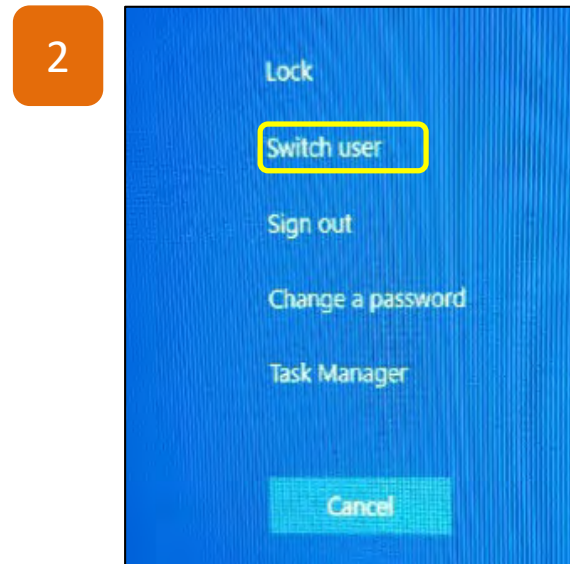 2
Lock
Switch user
Sign out
Change a password
Task Manager
Cancel